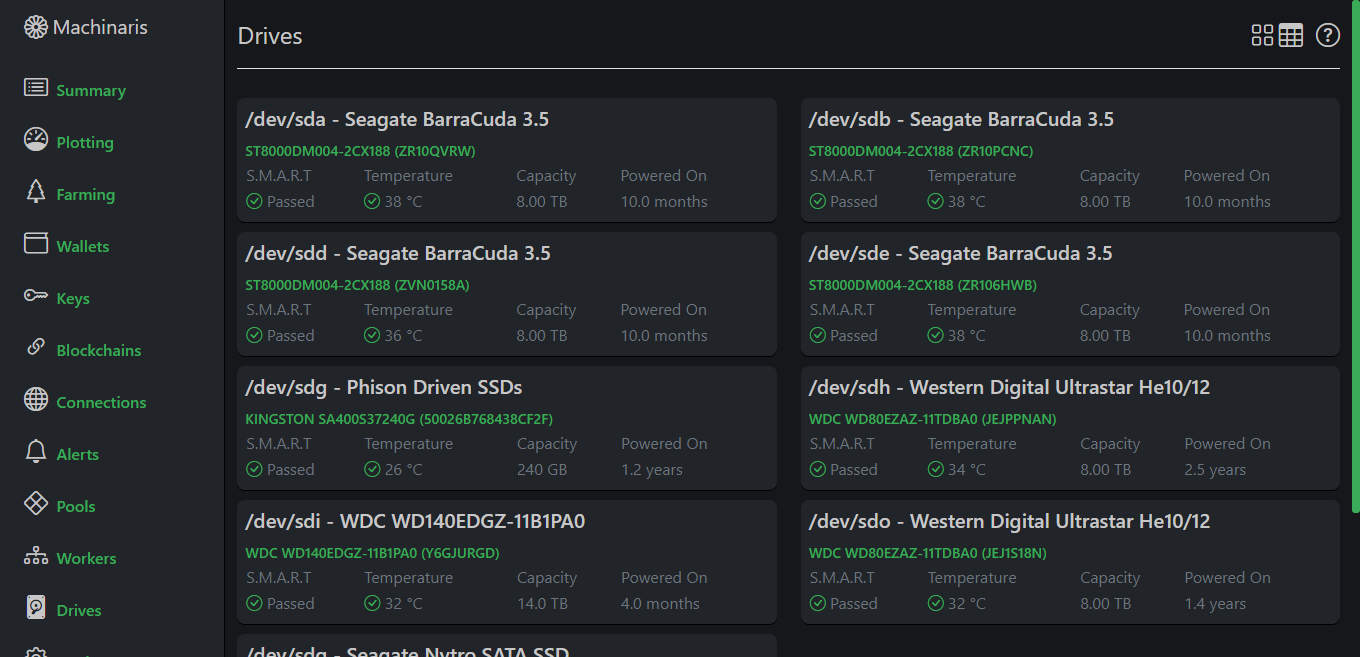 Machinaris
Summary
Plotting
Farming
Wallets
Keys
Blockchains
Connections
Alerts
Pools
Workers
Drives
Drives
/dev/sda - Seagate BarraCuda 3.5
ST8000DM004-2CX188 (ZR10QVRW)
S.M.A.R.T Temperature Capacity Powered On
Passed 38 °C 8.00 TB 10.0 months
/dev/sdb - Seagate BarraCuda 3.5
ST8000DM004-2CX188 (ZR10PCNC)
S.M.A.R.T Temperature Capacity Powered On
Passed 38 °C 8.00 TB 10.0 months
/dev/sdd - Seagate BarraCuda 3.5
ST8000DM004-2CX188 (ZVN0158A)
S.M.A.R.T Temperature Capacity Powered On
Passed 36 °C 8.00 TB 10.0 months
/dev/sde - Seagate BarraCuda 3.5
ST8000DM004-2CX188 (ZR106HWB)
S.M.A.R.T Temperature Capacity Powered On
Passed 38 °C 8.00 TB 10.0 months
/dev/sdg - Phison Driven SSDs
KINGSTON SA400S37240G (50026B768438CF2F)
S.M.A.R.T Temperature Capacity Powered On
Passed 26 °C 240 GB 1.2 years
/dev/sdh - Western Digital Ultrastar He10/12
WDC WD80EZAZ-11TDBA0 (JEJPPNAN)
S.M.A.R.T Temperature Capacity Powered On
Passed 34 °C 8.00 TB 2.5 years
/dev/sdi - WDC WD140EDGZ-11B1PA0
WDC WD140EDGZ-11B1PA0 (Y6GJURGD)
S.M.A.R.T Temperature Capacity Powered On
Passed 32 °C 14.0 TB 4.0 months
/dev/sdo - Western Digital Ultrastar He10/12
WDC WD80EZAZ-11TDBA0 (JEJ1S18N)
S.M.A.R.T Temperature Capacity Powered On
Passed 32 °C 8.00 TB 1.4 years
Seagate Nytro SATA SSD